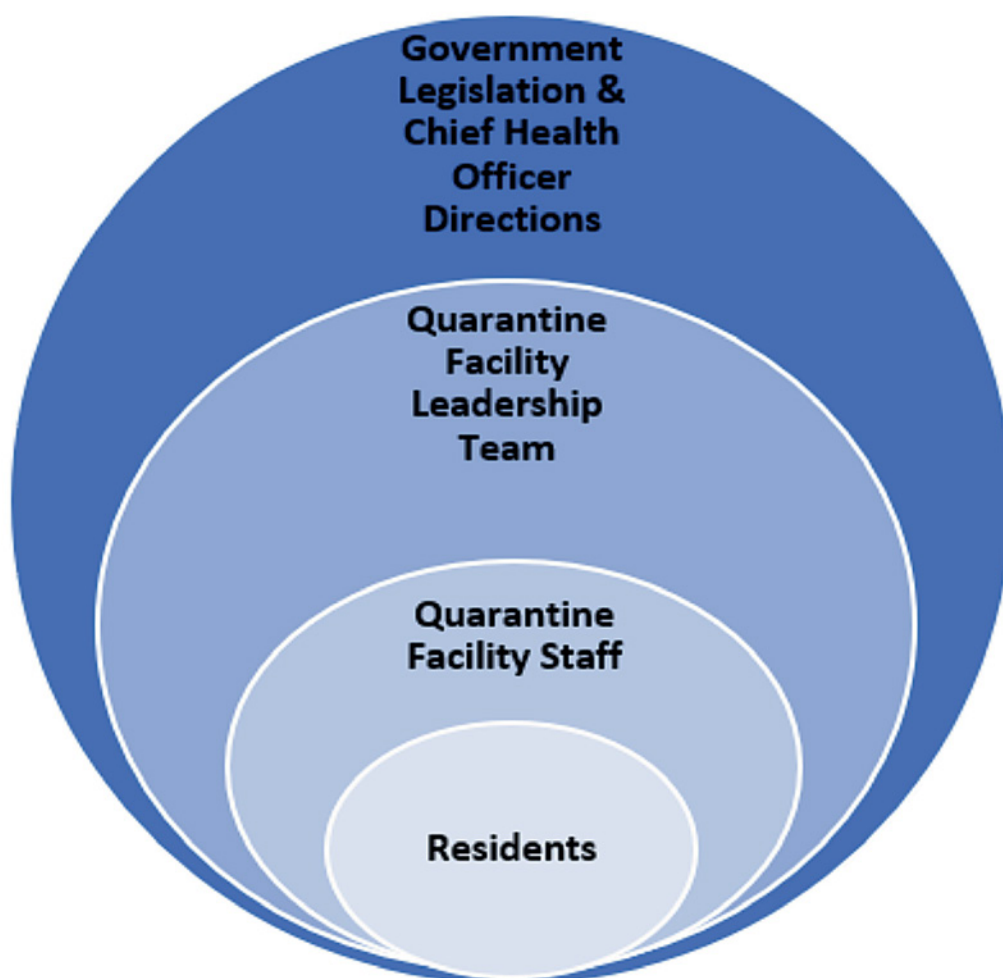 Government
Legislation &
Chief Health
Officer
Directions
Quarantine
Facility
Leadership
Team
Quarantine
Facility Staff
Residents